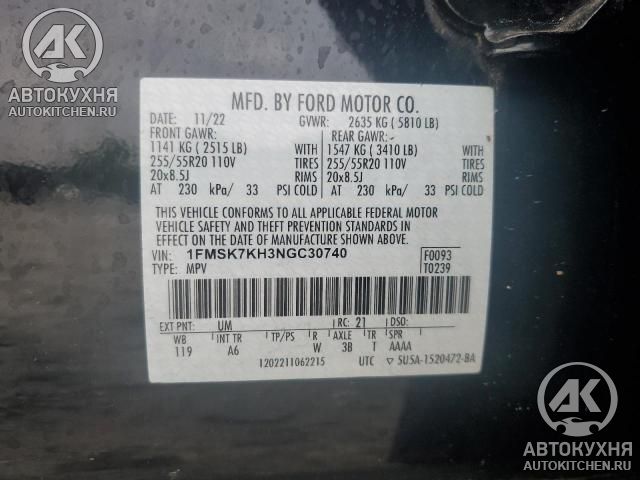 АК
АВТОКУХНЯ
AUTOKITCHEN.RU
MFD. BY FORD MOTOR CO.
DATE: 11/22 GVWR: 2635 KG ( 5810 LB)
FRONT GAWR: REAR GAWR:
1141 KG ( 2515 LB) WITH 1547 KG ( 3410 LB) WITH
255/55R20 110V TIRES 255/55R20 110V TIRES
20x8.5J RIMS 20x8.5J RIMS
AT 230 kPa/ 33 PSI COLD AT 230 kPa/ 33 PSI COLD
THIS VEHICLE CONFORMS TO ALL APPLICABLE FEDERAL MOTOR
VEHICLE SAFETY AND THEFT PREVENTION STANDARDS IN
EFFECT ON THE DATE OF MANUFACTURE SHOWN ABOVE.
VIN: 1FMSK7KH3NGC30740 F0093
TYPE: MPV T0239
EXT PNT: UM RC: 21 DSO:
WB INT TR TP/PS R AXLE TR SPR
119 A6 W 3B T AAAA
1202211062215 UTC ▽ 5U5A-1520472-BA
АК
АВТОКУХНЯ
AUTOKITCHEN.RU